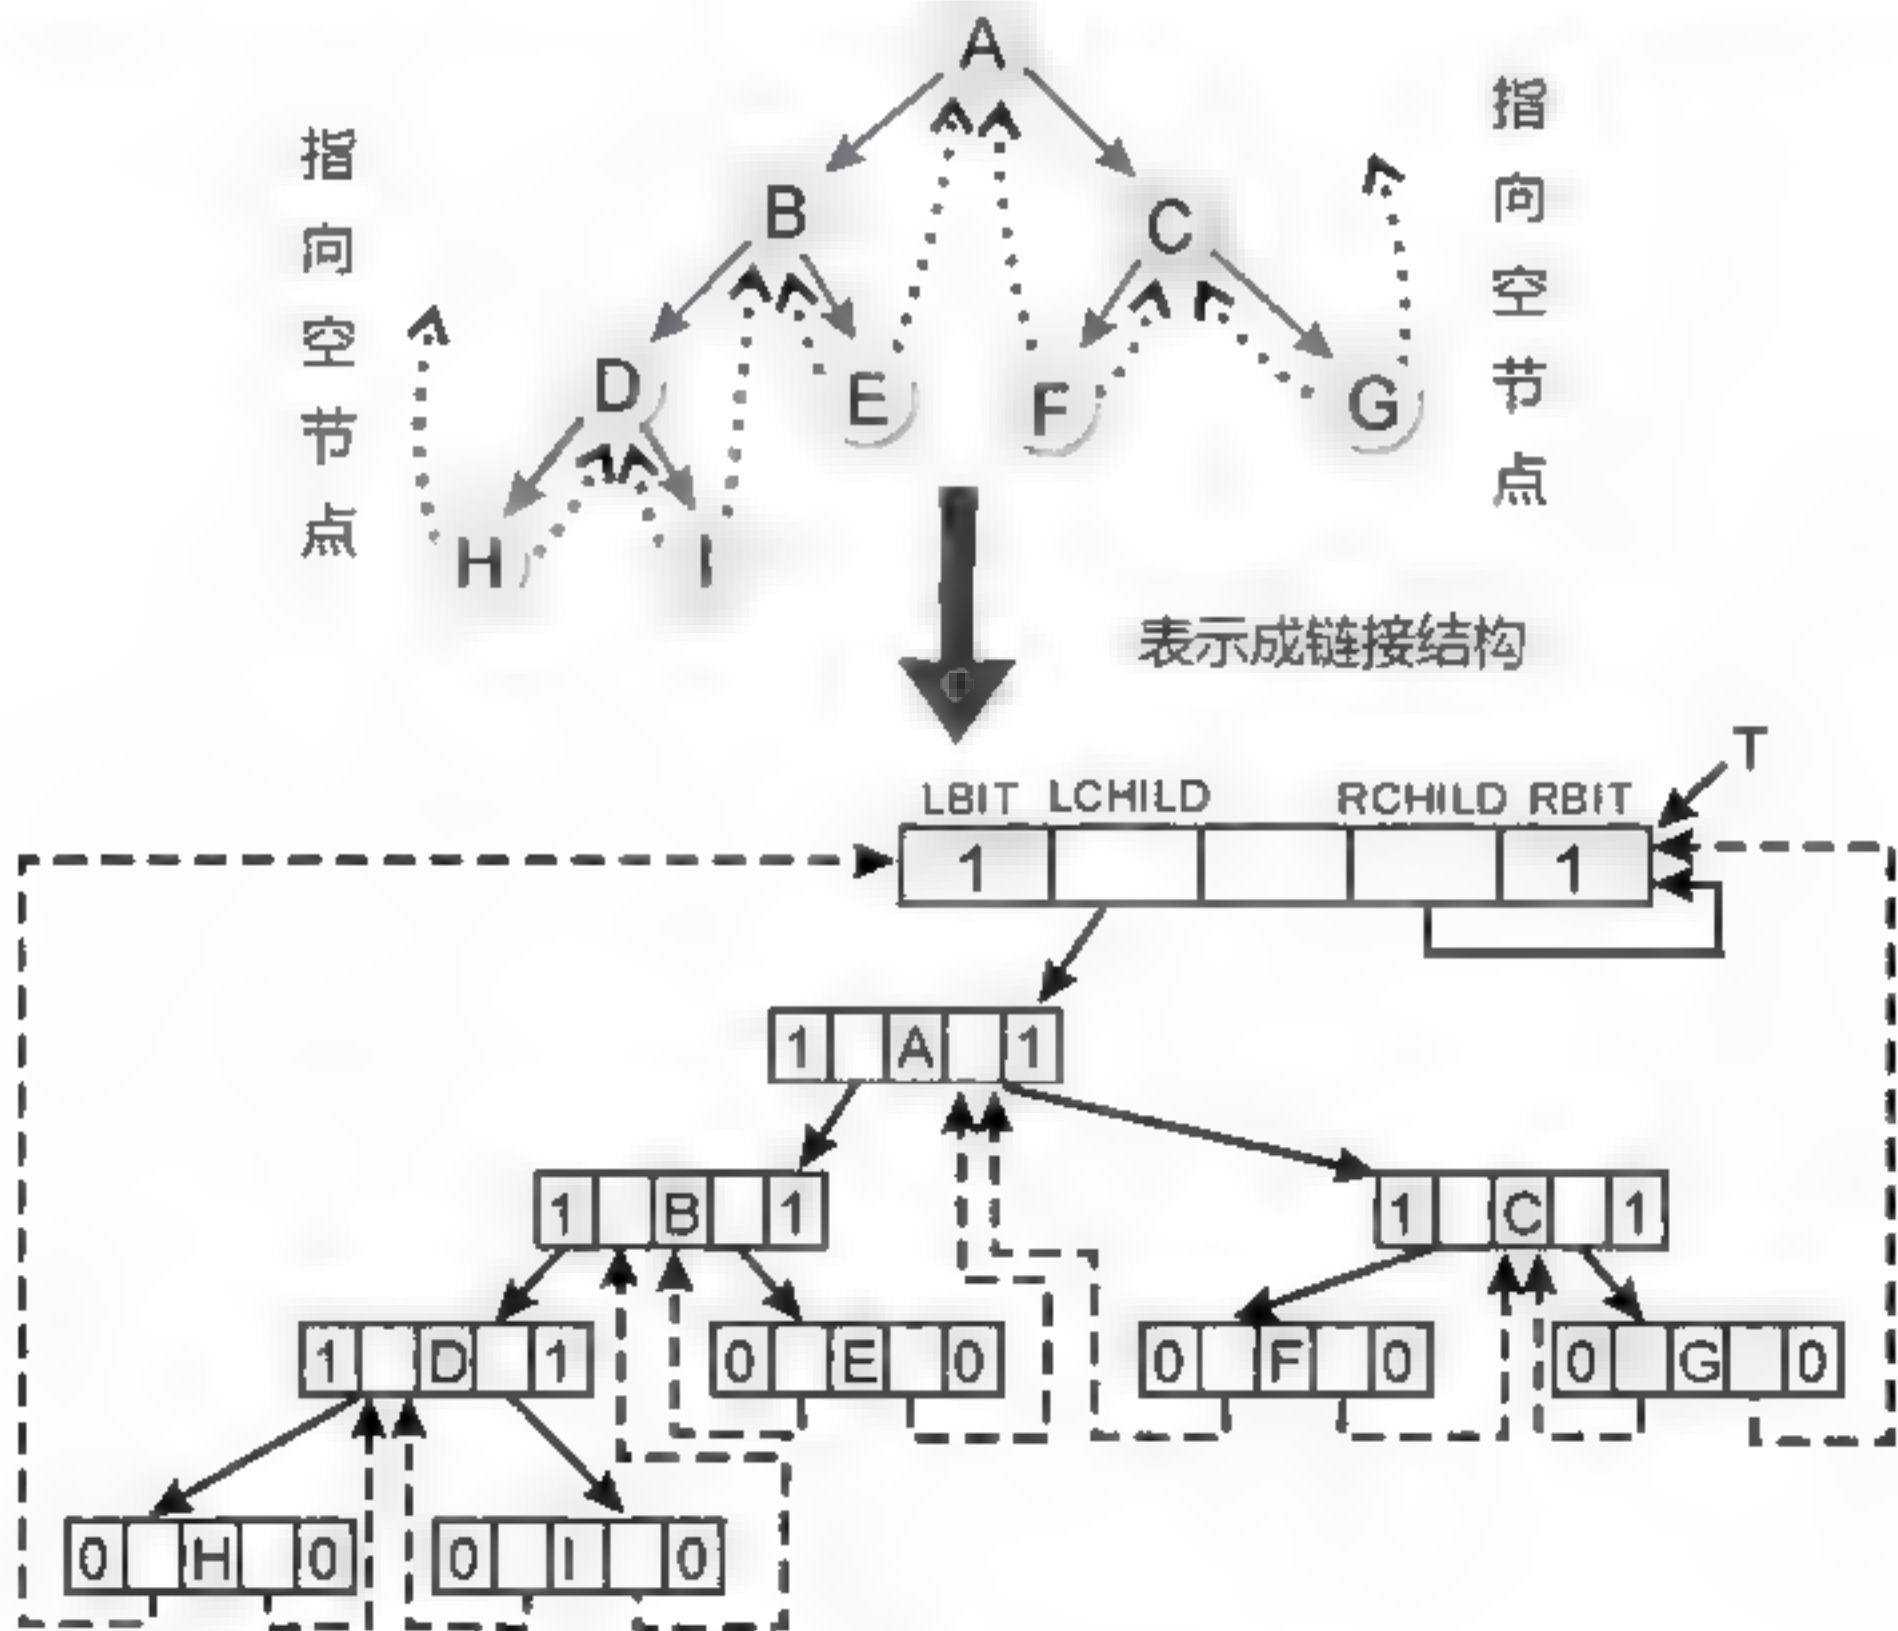 A
指向空节点
指向空节点
B
C
D
E
F
G
H
I
表示成链接结构
T
LBIT LCHILD RCHILD RBIT
1 1
1 A 1
1 B 1
1 C 1
1 D 1
0 E 0
0 F 0
0 G 0
0 H 0
0 I 0